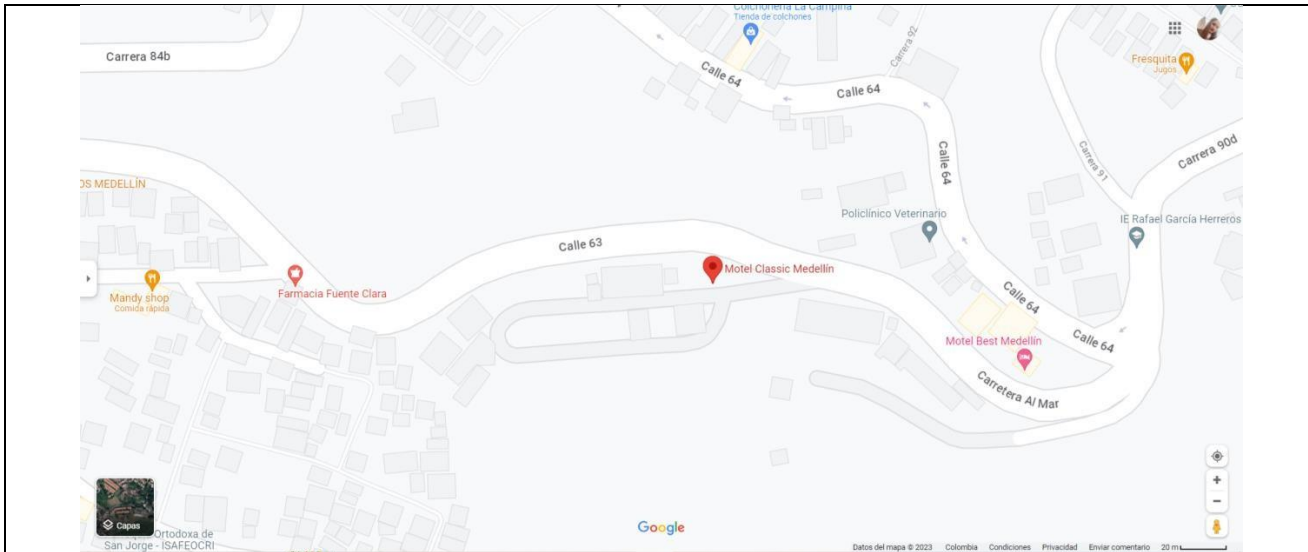 Colchonería La Campiña
Tienda de colchones
Carrera 84b
Carrera 92
Fresquita
Jugos
Calle 64
Calle 64
Calle 64
Carrera 91
Carrera 90d
OS MEDELLÍN
Policlínico Veterinario
IE Rafael García Herreros
Calle 63
Motel Classic Medellín
Mandy shop
Comida rápida
Farmacia Fuente Clara
Calle 64
Calle 64
Motel Best Medellín
Carretera Al Mar
Capas
Ortodoxa de
San Jorge - ISAFEOCRI
Google
Datos del mapa © 2023 Colombia Condiciones Privacidad Enviar comentario 20 m